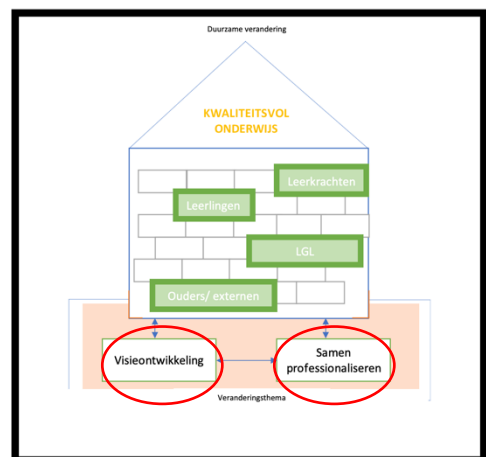 Duurzame verandering
KWALITEITSVOL
ONDERWIJS
Leerkrachten
Leerlingen
LGL
Ouders/ externen
Visieontwikkeling
Samen
professionaliseren
Veranderingsthema